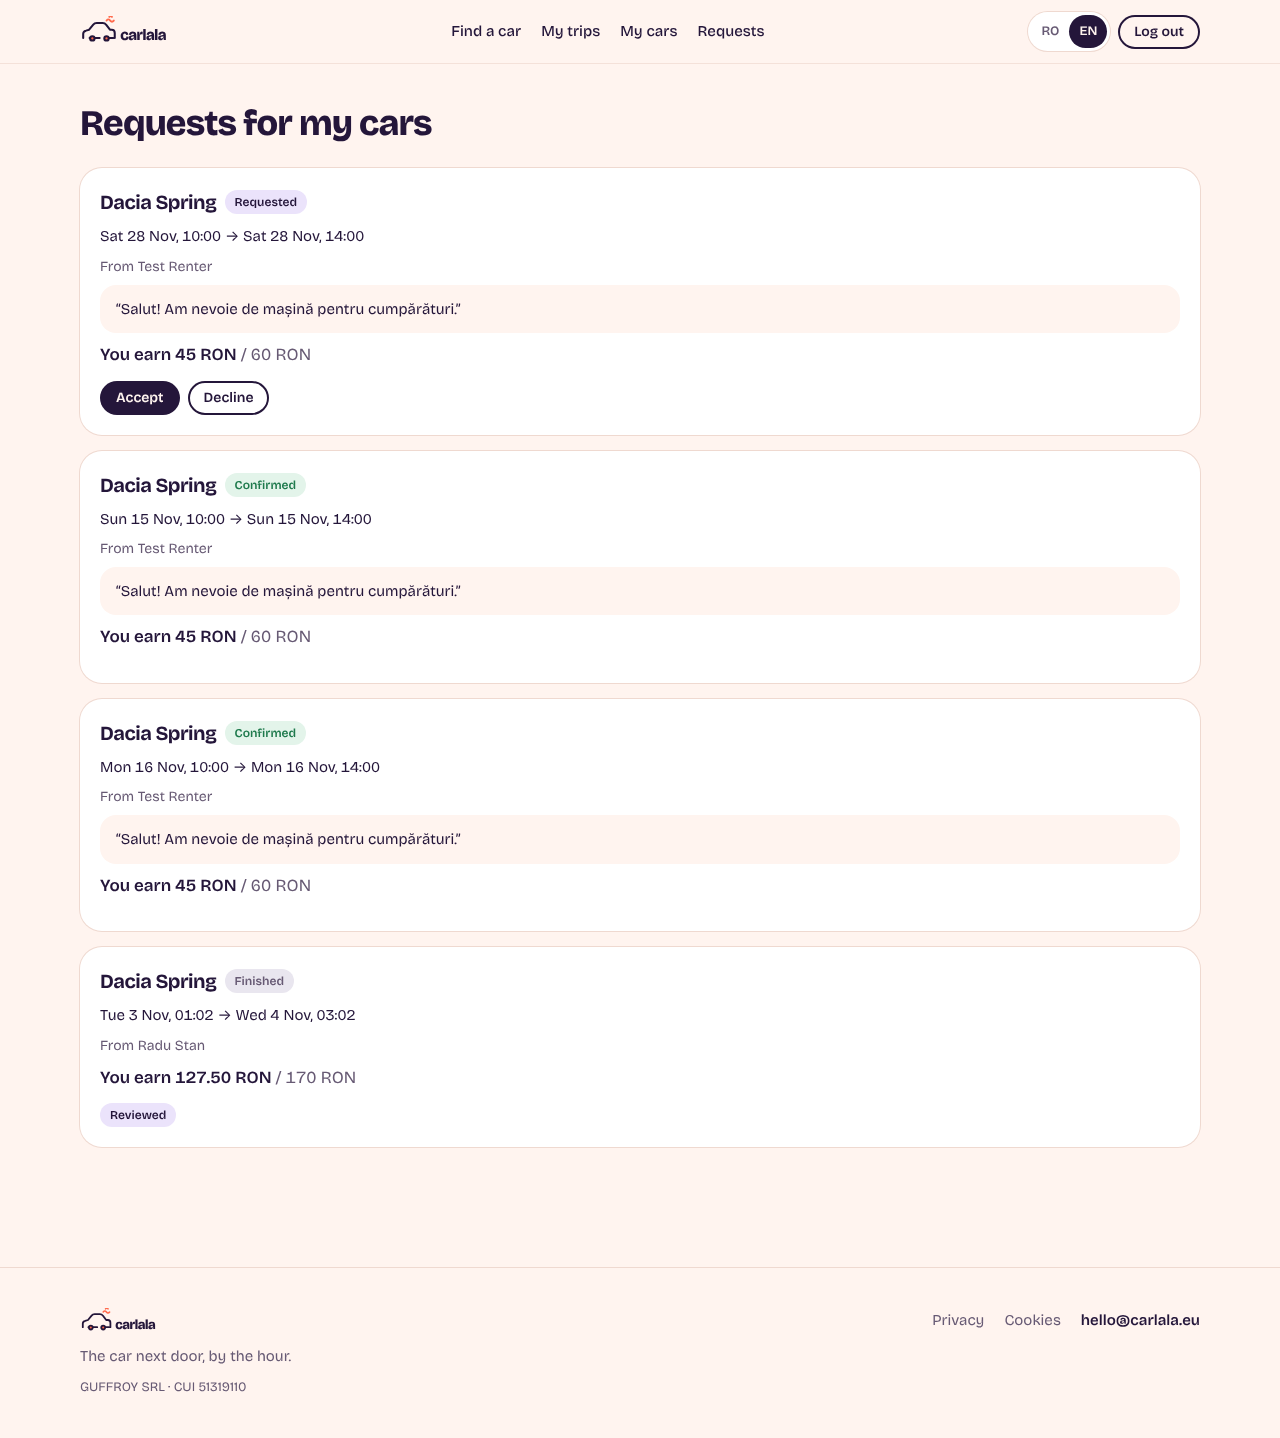 carlala
Find a car My trips My cars Requests
RO EN Log out
Requests for my cars
Dacia Spring Requested
Sat 28 Nov, 10:00 → Sat 28 Nov, 14:00
From Test Renter
“Salut! Am nevoie de mașină pentru cumpărături.”
You earn 45 RON / 60 RON
Accept Decline
Dacia Spring Confirmed
Sun 15 Nov, 10:00 → Sun 15 Nov, 14:00
From Test Renter
“Salut! Am nevoie de mașină pentru cumpărături.”
You earn 45 RON / 60 RON
Dacia Spring Confirmed
Mon 16 Nov, 10:00 → Mon 16 Nov, 14:00
From Test Renter
“Salut! Am nevoie de mașină pentru cumpărături.”
You earn 45 RON / 60 RON
Dacia Spring Finished
Tue 3 Nov, 01:02 → Wed 4 Nov, 03:02
From Radu Stan
You earn 127.50 RON / 170 RON
Reviewed
carlala
Privacy Cookies hello@carlala.eu
The car next door, by the hour.
GUFFROY SRL · CUI 51319110